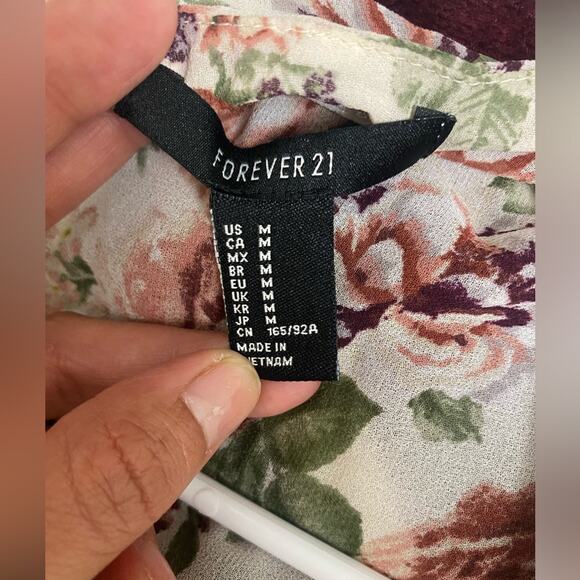 FOREVER 21
US M
CA M
MX M
BR M
EU M
UK M
KR M
JP M
CN 165/92A
MADE IN
VIETNAM